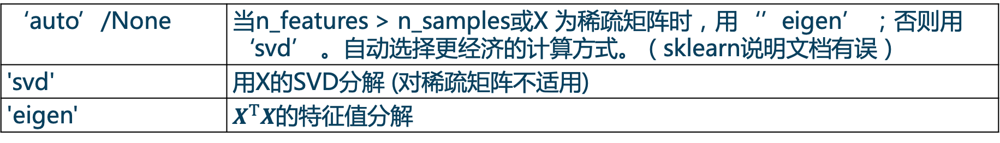 ‘auto’/None
当n_features > n_samples或X 为稀疏矩阵时，用 ‘’eigen’ ；否则用
‘svd’ 。自动选择更经济的计算方式。（sklearn说明文档有误）
'svd'
用X的SVD分解 (对稀疏矩阵不适用)
'eigen'
XᵀX的特征值分解